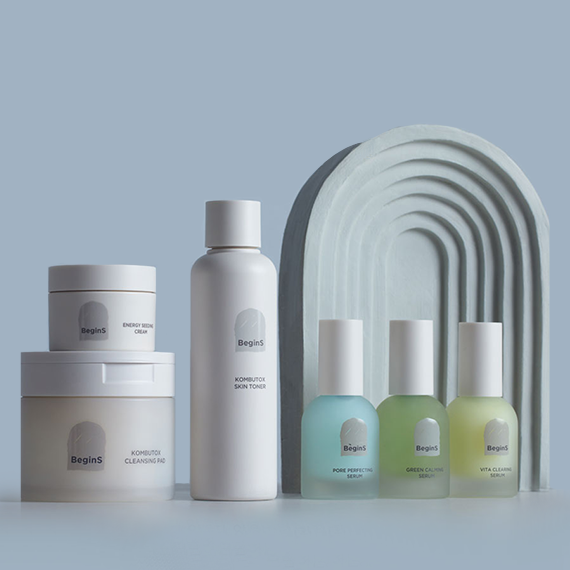 BeginS
ENERGY SEEDING
CREAM
BeginS
KOMBUTOX
CLEANSING PAD
BeginS
KOMBUTOX
SKIN TONER
BeginS
PORE PERFECTING
SERUM
BeginS
GREEN CALMING
SERUM
BeginS
VITA CLEARING
SERUM